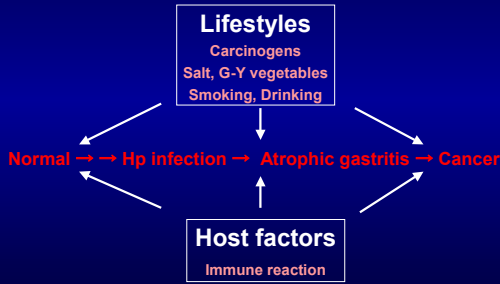 Lifestyles
Carcinogens
Salt, G-Y vegetables
Smoking, Drinking
Normal → → Hp infection → Atrophic gastritis → Cancer
Host factors
Immune reaction